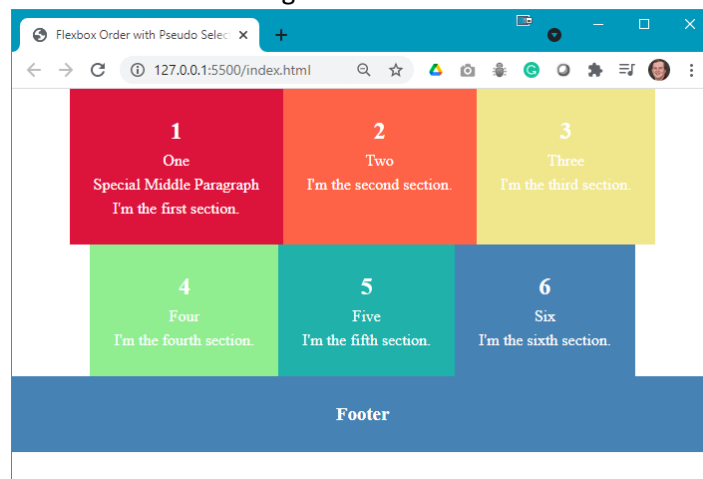 Flexbox Order with Pseudo Selec
127.0.0.1:5500/index.html
1
One
Special Middle Paragraph
I'm the first section.
2
Two
I'm the second section.
3
Three
I'm the third section.
4
Four
I'm the fourth section.
5
Five
I'm the fifth section.
6
Six
I'm the sixth section.
Footer